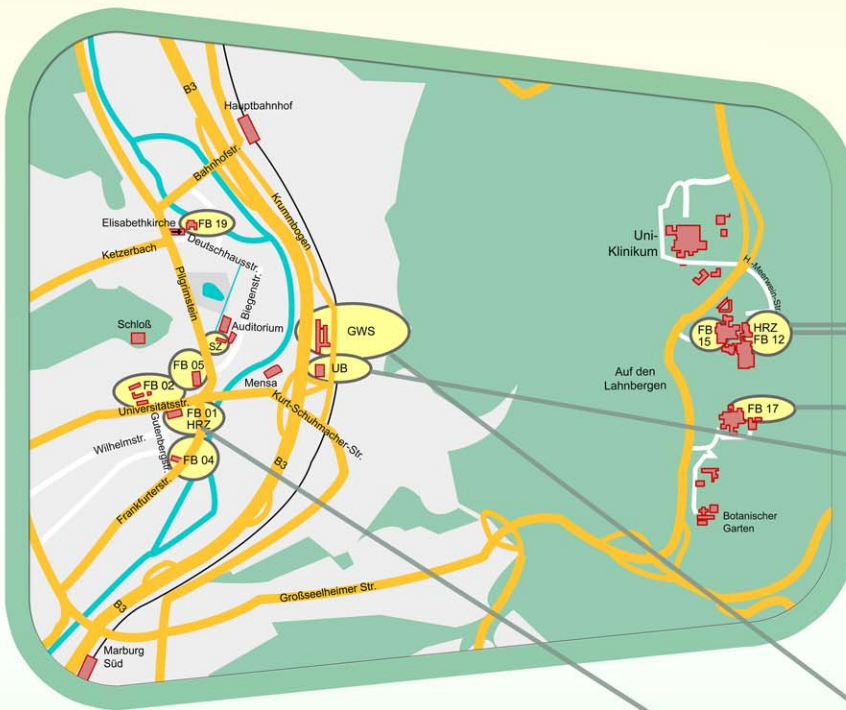 B3
Hauptbahnhof
Bahnhofstr.
Krummbogen
Elisabethkirche
FB 19
Ketzerbach
Deutschhausstr.
Pilgrimstein
Biegenstr.
Schloß
Auditorium
SZ
GWS
FB 05
UB
FB 02
Mensa
Universitätsstr.
FB 01
HRZ
Kurt-Schuhmacher-Str.
Wilhelmstr.
Gutenbergstr.
FB 04
B3
Frankfurterstr.
Großseelheimer Str.
B3
Marburg
Süd
Uni-
Klinikum
H.-Meerwein-Str.
FB
15
HRZ
FB 12
Auf den
Lahnbergen
FB 17
Botanischer
Garten